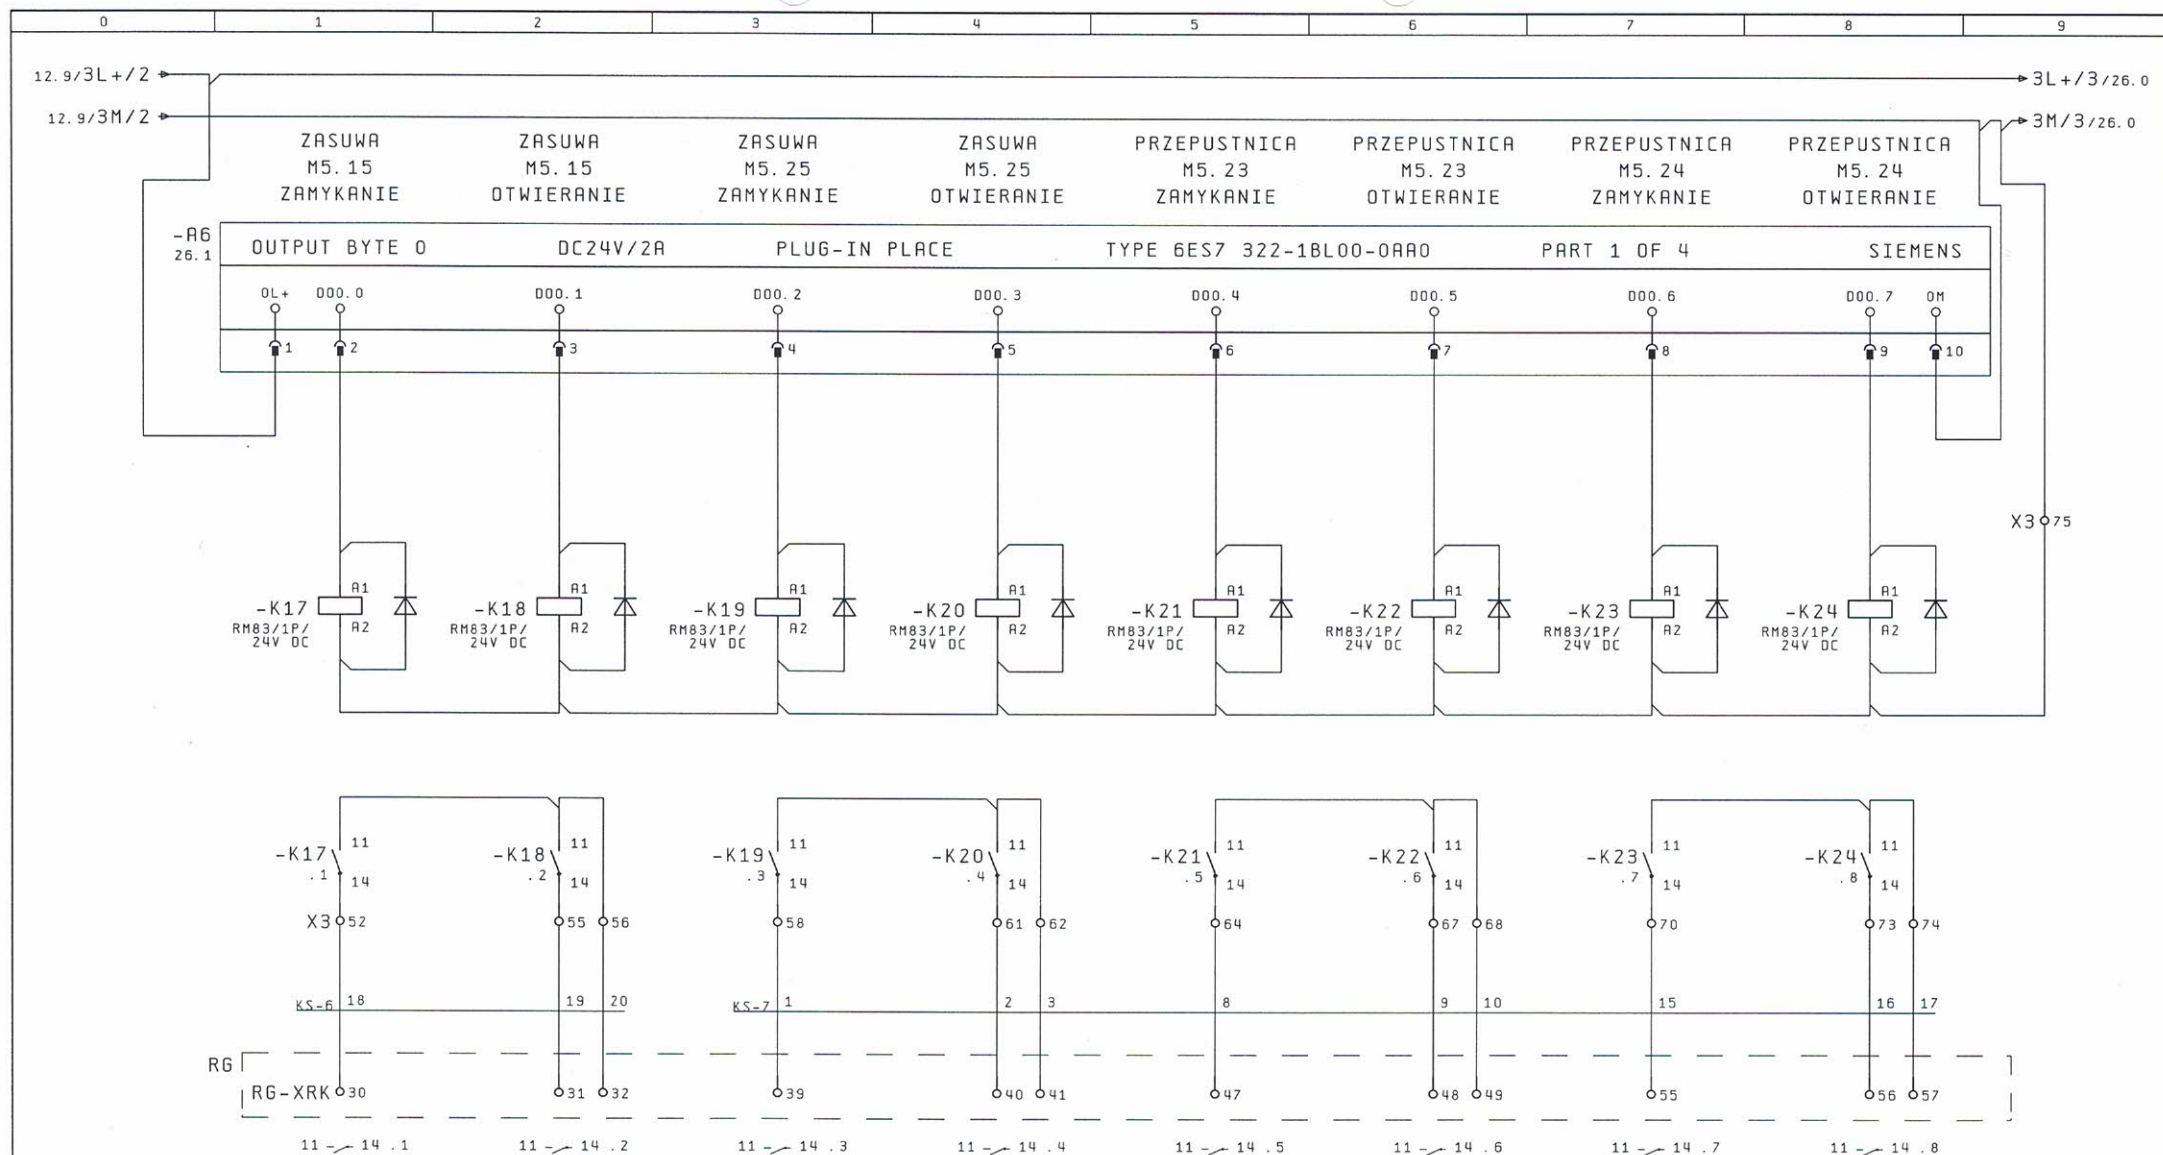 0 1 2 3 4 5 6 7 8 9
12.9/3L+/2 3L+/3/26.0
12.9/3M/2 3M/3/26.0
ZASUWA ZASUWA ZASUWA ZASUWA PRZEPUSTNICA PRZEPUSTNICA PRZEPUSTNICA PRZEPUSTNICA
M5.15 M5.15 M5.25 M5.25 M5.23 M5.23 M5.24 M5.24
ZAMYKANIE OTWIERANIE ZAMYKANIE OTWIERANIE ZAMYKANIE OTWIERANIE ZAMYKANIE OTWIERANIE
-A6
26.1
OUTPUT BYTE 0 DC24V/2A PLUG-IN PLACE TYPE 6ES7 322-1BL00-0AA0 PART 1 OF 4 SIEMENS
0L+ DO0.0 DO0.1 DO0.2 DO0.3 DO0.4 DO0.5 DO0.6 DO0.7 0M
1 2 3 4 5 6 7 8 9 10
X3 75
A1 A1 A1 A1 A1 A1 A1 A1
-K17 -K18 -K19 -K20 -K21 -K22 -K23 -K24
RM83/1P/ A2 RM83/1P/ A2 RM83/1P/ A2 RM83/1P/ A2 RM83/1P/ A2 RM83/1P/ A2 RM83/1P/ A2 RM83/1P/ A2
24V DC 24V DC 24V DC 24V DC 24V DC 24V DC 24V DC 24V DC
11 11 11 11 11 11 11 11
-K17 -K18 -K19 -K20 -K21 -K22 -K23 -K24
.1 14 .2 14 .3 14 .4 14 .5 14 .6 14 .7 14 .8 14
X3 52 55 56 58 61 62 64 67 68 70 73 74
KS-6 18 19 20 KS-7 1 2 3 8 9 10 15 16 17
RG
RG-XRK 30 31 32 39 40 41 47 48 49 55 56 57
11 14 .1 11 14 .2 11 14 .3 11 14 .4 11 14 .5 11 14 .6 11 14 .7 11 14 .8